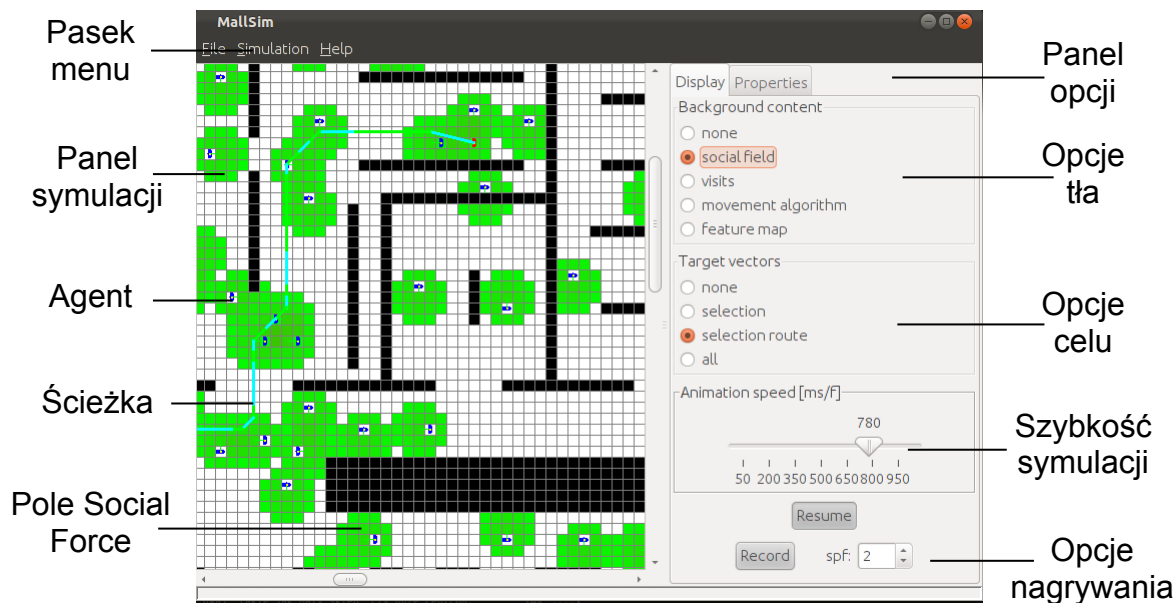 Pasek
menu
Panel
symulacji
Agent
Ścieżka
Pole Social
Force
MallSim
File Simulation Help
Display Properties
Background content
none
social field
visits
movement algorithm
feature map
Target vectors
none
selection
selection route
all
Animation speed [ms/f]
780
50 200 350 500 650 800 950
Resume
Record spf: 2
Panel
opcji
Opcje
tła
Opcje
celu
Szybkość
symulacji
Opcje
nagrywania